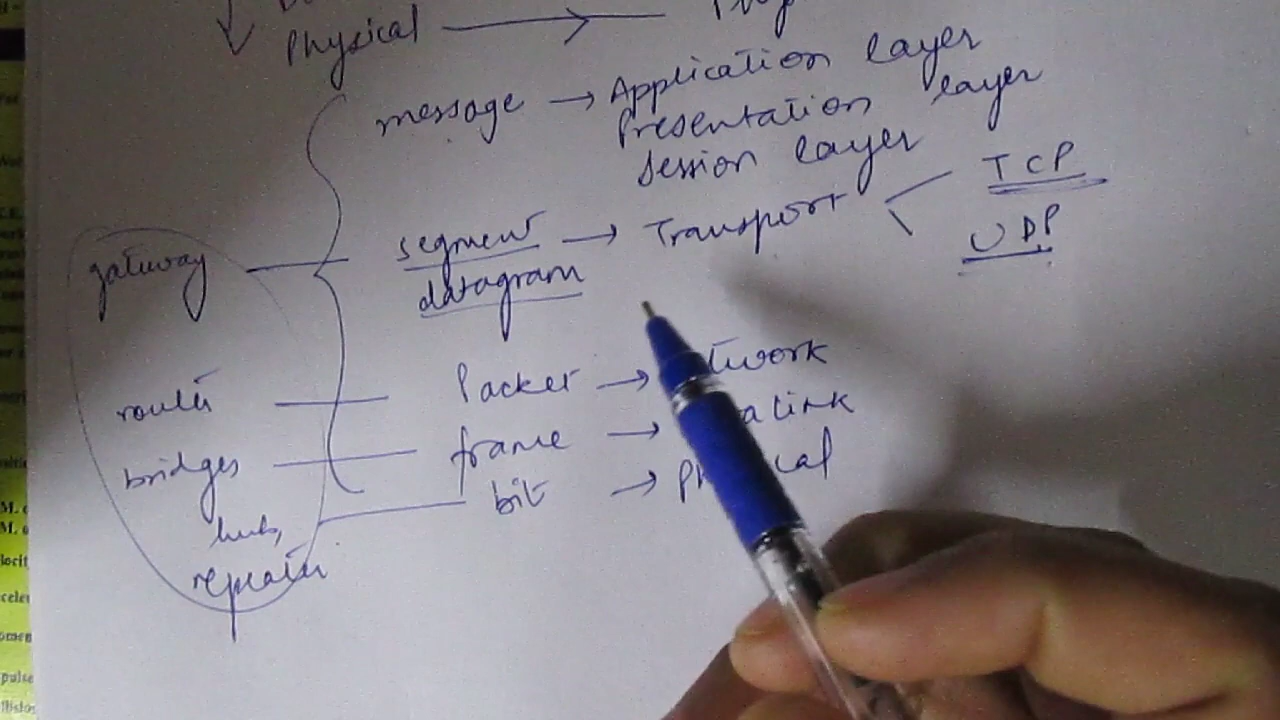 Physical
message → Application layer
Presentation layer
Session layer
segment → Transport
TCP
UDP
datagram
gateway
router
Packet →
bridges
frame →
hubs,
bit →
repeater